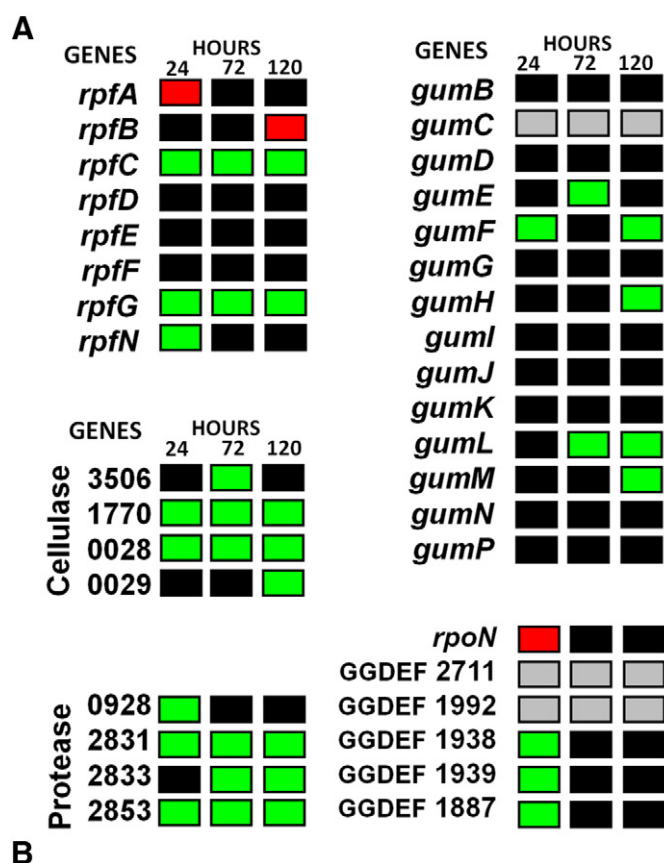 A
GENES HOURS
24 72 120
rpfA
rpfB
rpfC
rpfD
rpfE
rpfF
rpfG
rpfN
GENES HOURS
24 72 120
Cellulase
3506
1770
0028
0029
Protease
0928
2831
2833
2853
GENES HOURS
24 72 120
gumB
gumC
gumD
gumE
gumF
gumG
gumH
gumI
gumJ
gumK
gumL
gumM
gumN
gumP
rpoN
GGDEF 2711
GGDEF 1992
GGDEF 1938
GGDEF 1939
GGDEF 1887
B